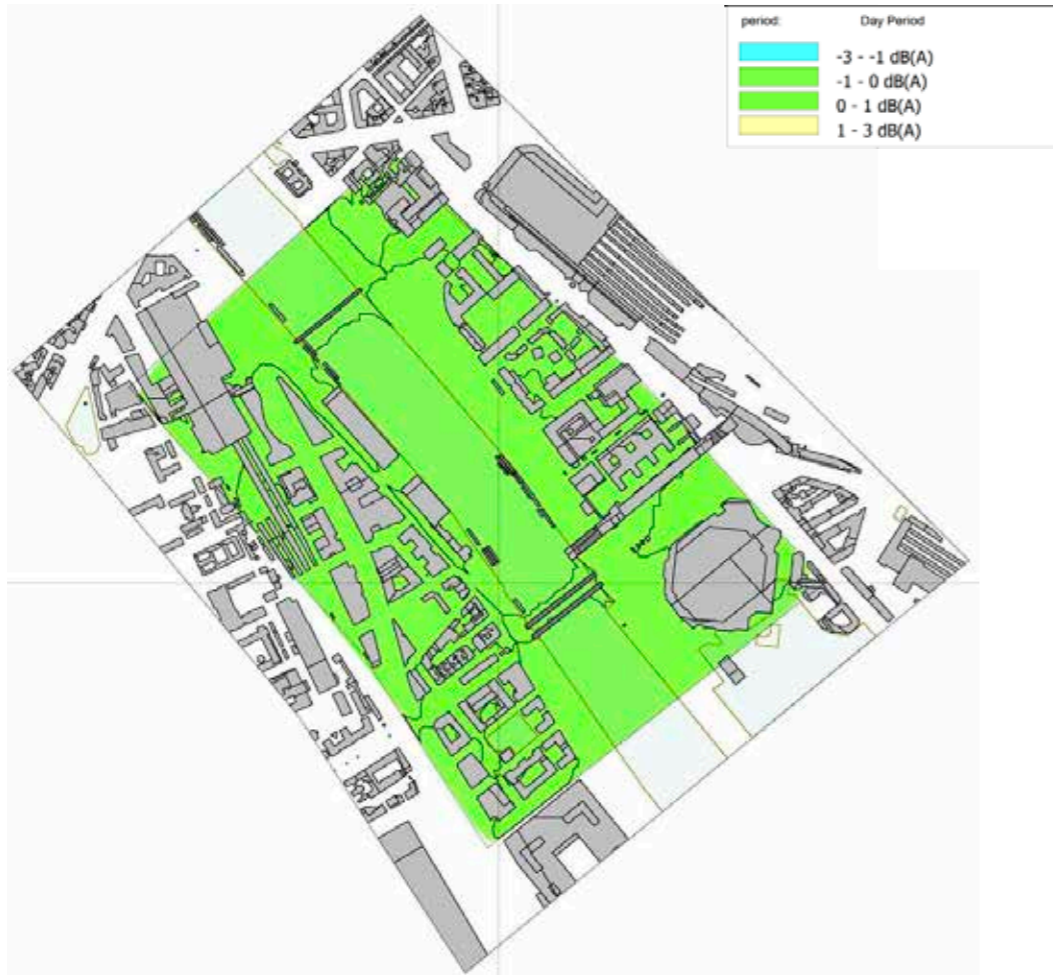 period: Day Period
-3 - -1 dB(A)
-1 - 0 dB(A)
0 - 1 dB(A)
1 - 3 dB(A)